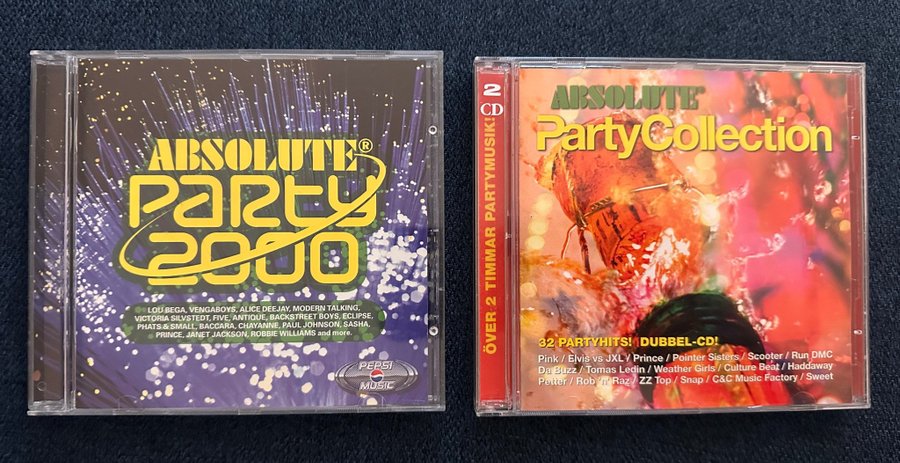 ABSOLUTE®
PARTY
2000
LOU BEGA, VENGABOYS, ALICE DEEJAY, MODERN TALKING,
VICTORIA SILVSTEDT, FIVE, ANTIQUE, BACKSTREET BOYS, ECLIPSE,
PHATS & SMALL, BACCARA, CHAYANNE, PAUL JOHNSON, SASHA,
PRINCE, JANET JACKSON, ROBBIE WILLIAMS and more.
PEPSI
MUSIC
2
CD
ÖVER 2 TIMMAR PARTYMUSIK!
ABSOLUTE®
PartyCollection
32 PARTYHITS! DUBBEL-CD!
Pink / Elvis vs JXL / Prince / Pointer Sisters / Scooter / Run DMC
Da Buzz / Tomas Ledin / Weather Girls / Culture Beat / Haddaway
Petter / Rob 'n' Raz / ZZ Top / Snap / C&C Music Factory / Sweet